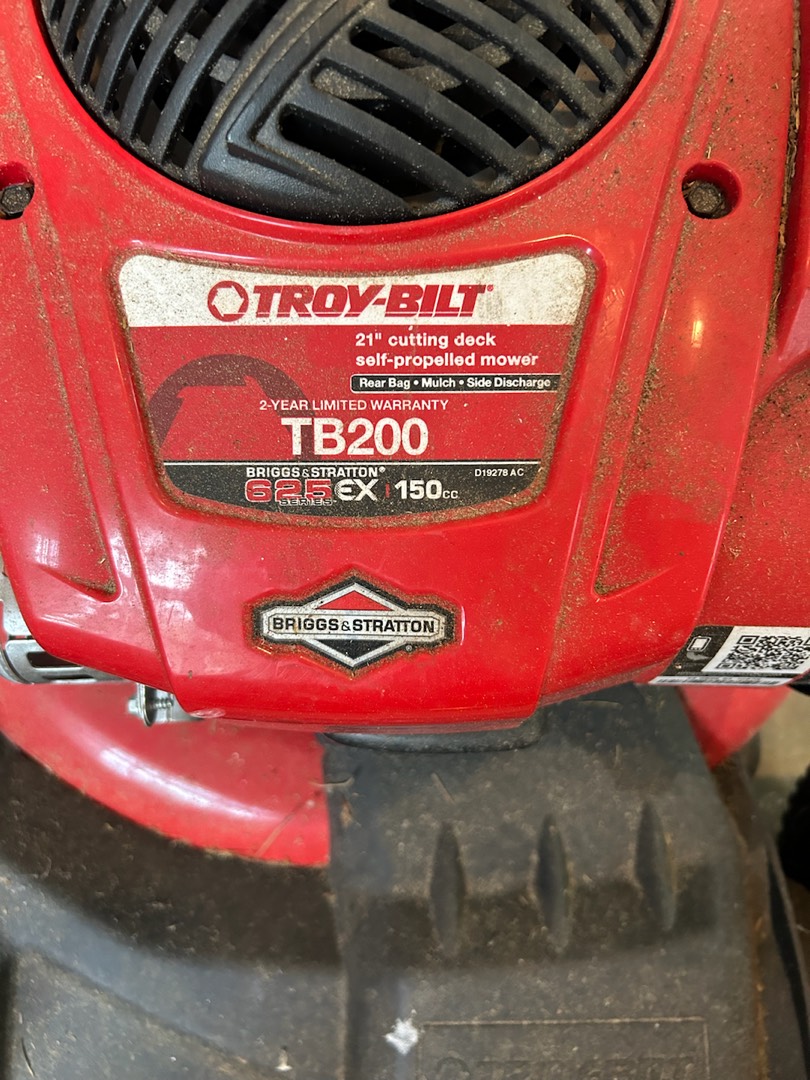 TROY-BILT®
21" cutting deck
self-propelled mower
Rear Bag • Mulch • Side Discharge
2-YEAR LIMITED WARRANTY
TB200
BRIGGS & STRATTON® D19278 AC
625 EX | 150cc
SERIES
BRIGGS & STRATTON®